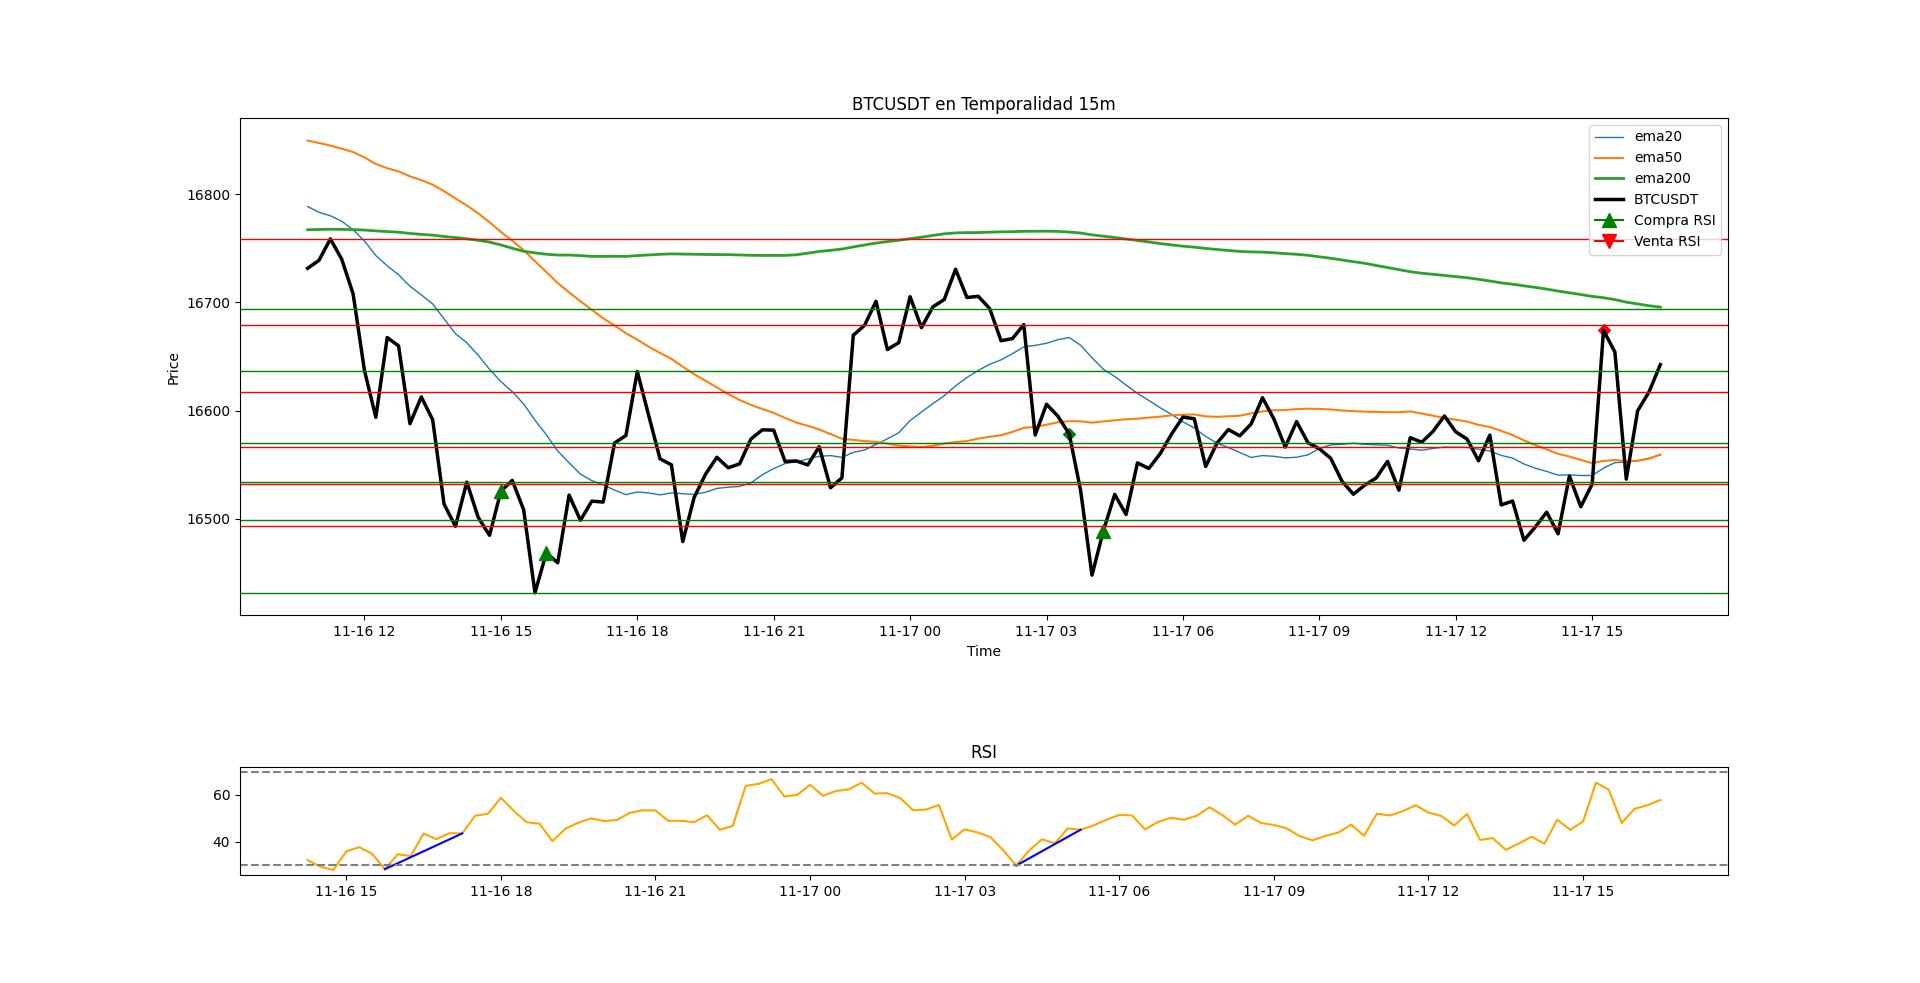 BTCUSDT en Temporalidad 15m
ema20
ema50
ema200
BTCUSDT
Compra RSI
Venta RSI
Price
16800
16700
16600
16500
11-16 12 11-16 15 11-16 18 11-16 21 11-17 00 11-17 03 11-17 06 11-17 09 11-17 12 11-17 15
Time
RSI
60
40
11-16 15 11-16 18 11-16 21 11-17 00 11-17 03 11-17 06 11-17 09 11-17 12 11-17 15